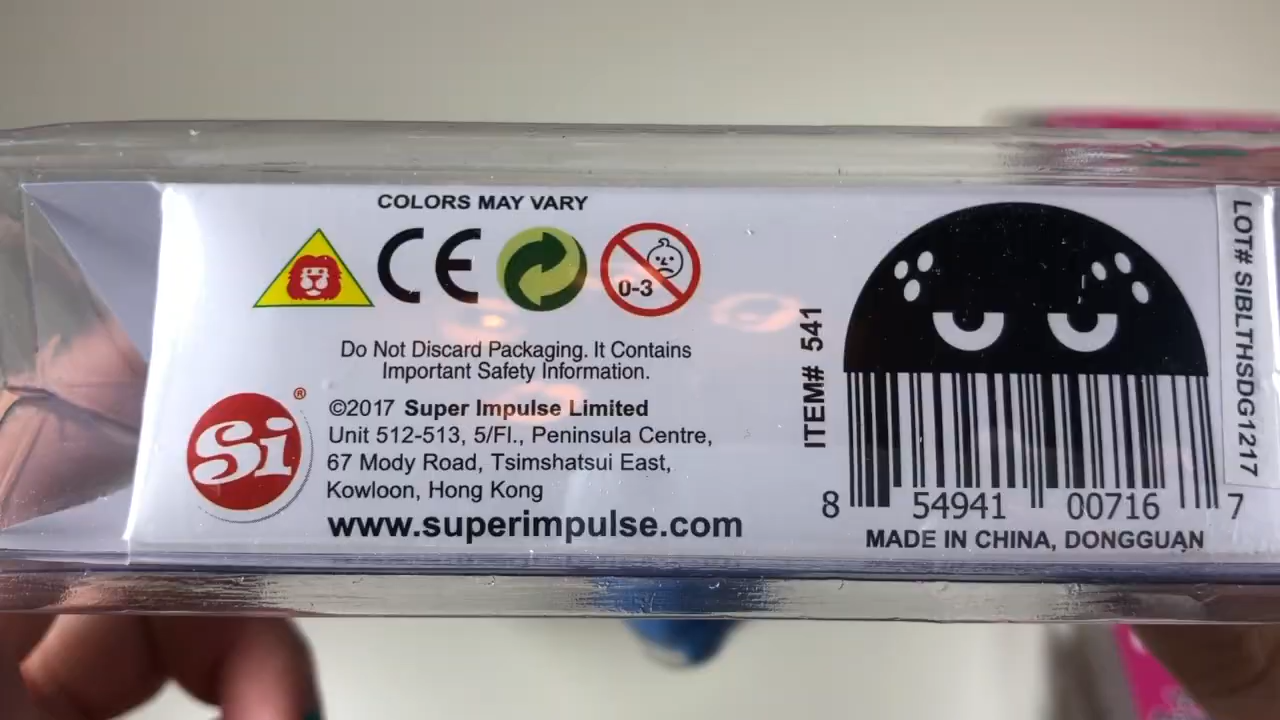 COLORS MAY VARY
CE
0-3
Do Not Discard Packaging. It Contains
Important Safety Information.
Si®
©2017 Super Impulse Limited
Unit 512-513, 5/Fl., Peninsula Centre,
67 Mody Road, Tsimshatsui East,
Kowloon, Hong Kong
www.superimpulse.com
ITEM# 541
8 54941 00716 7
MADE IN CHINA, DONGGUAN
LOT# SIBLTHSDG1217